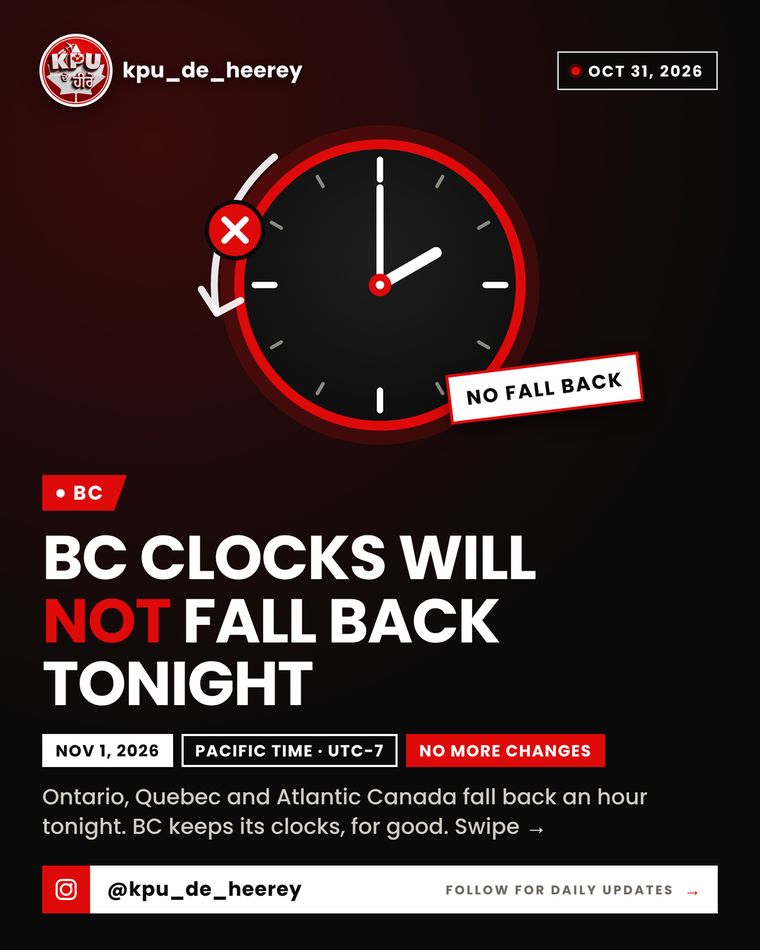 KPU
ਦੇ ਹੀਰੇ
kpu_de_heerey
OCT 31, 2026
NO FALL BACK
BC
BC CLOCKS WILL
NOT FALL BACK
TONIGHT
NOV 1, 2026
PACIFIC TIME · UTC−7
NO MORE CHANGES
Ontario, Quebec and Atlantic Canada fall back an hour
tonight. BC keeps its clocks, for good. Swipe →
@kpu_de_heerey
FOLLOW FOR DAILY UPDATES →